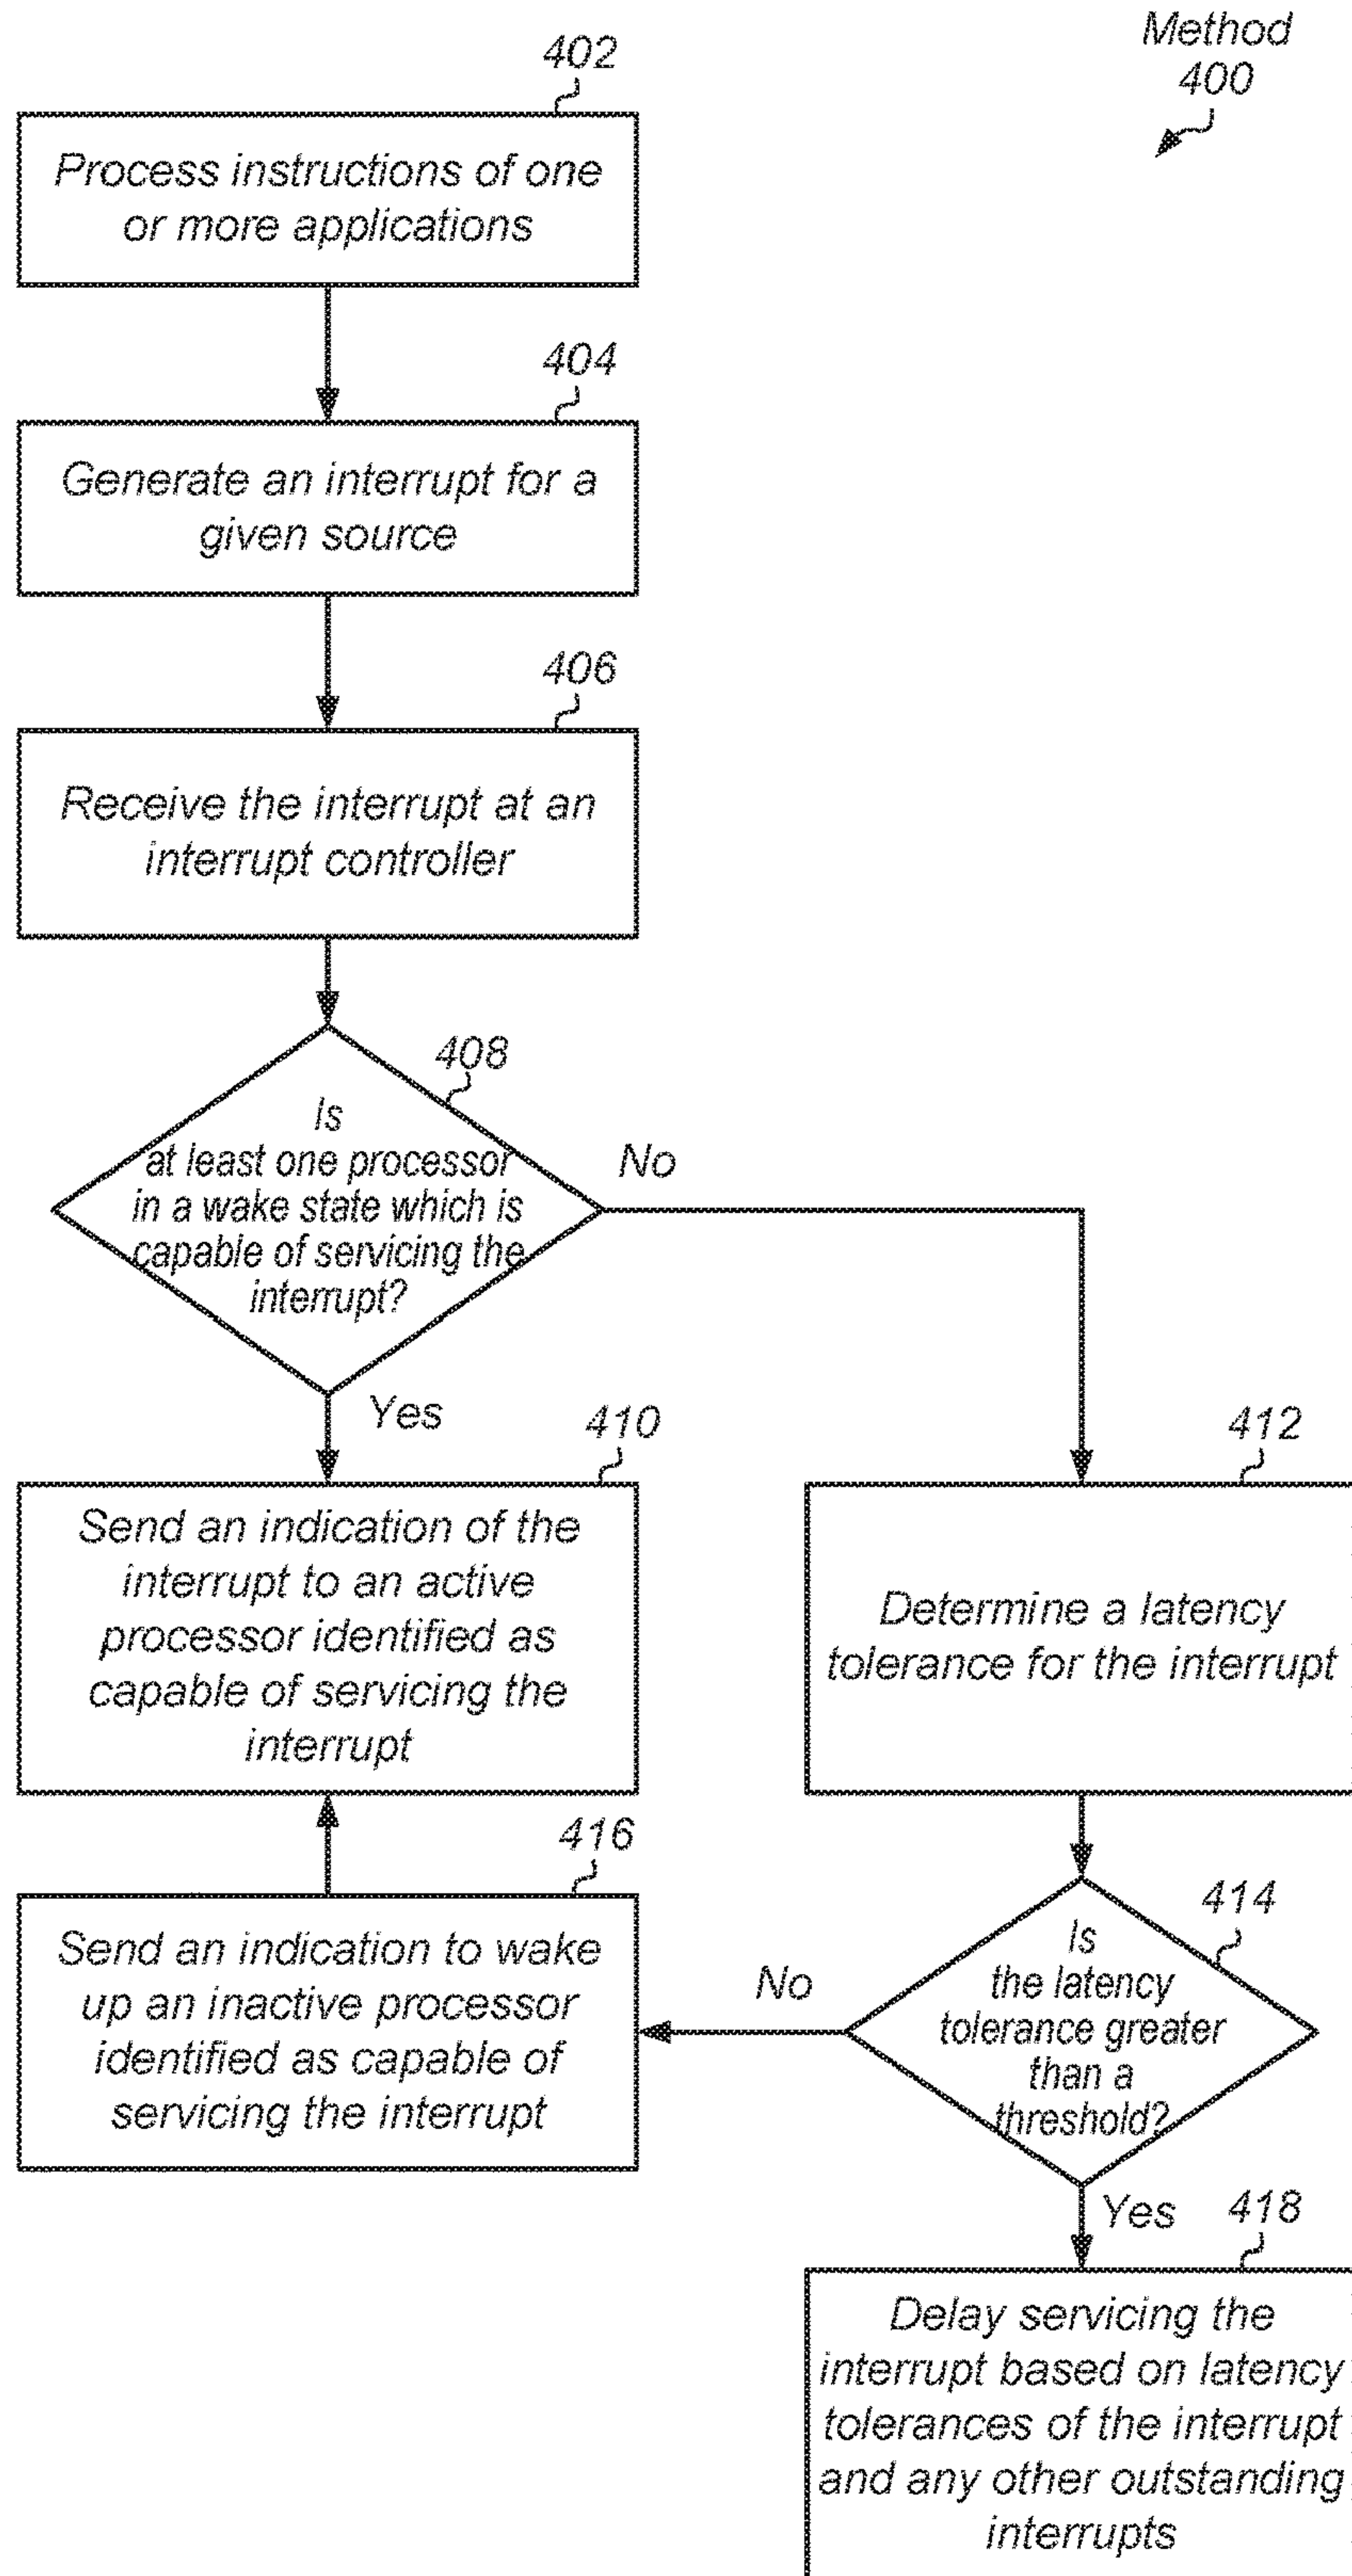 Method
400
402
Process instructions of one
or more applications
404
Generate an interrupt for a
given source
406
Receive the interrupt at an
interrupt controller
408
Is
at least one processor
in a wake state which is
capable of servicing the
interrupt?
No
Yes
410
Send an indication of the
interrupt to an active
processor identified as
capable of servicing the
interrupt
412
Determine a latency
tolerance for the interrupt
414
Is
the latency
tolerance greater
than a
threshold?
No
416
Send an indication to wake
up an inactive processor
identified as capable of
servicing the interrupt
Yes
418
Delay servicing the
interrupt based on latency
tolerances of the interrupt
and any other outstanding
interrupts